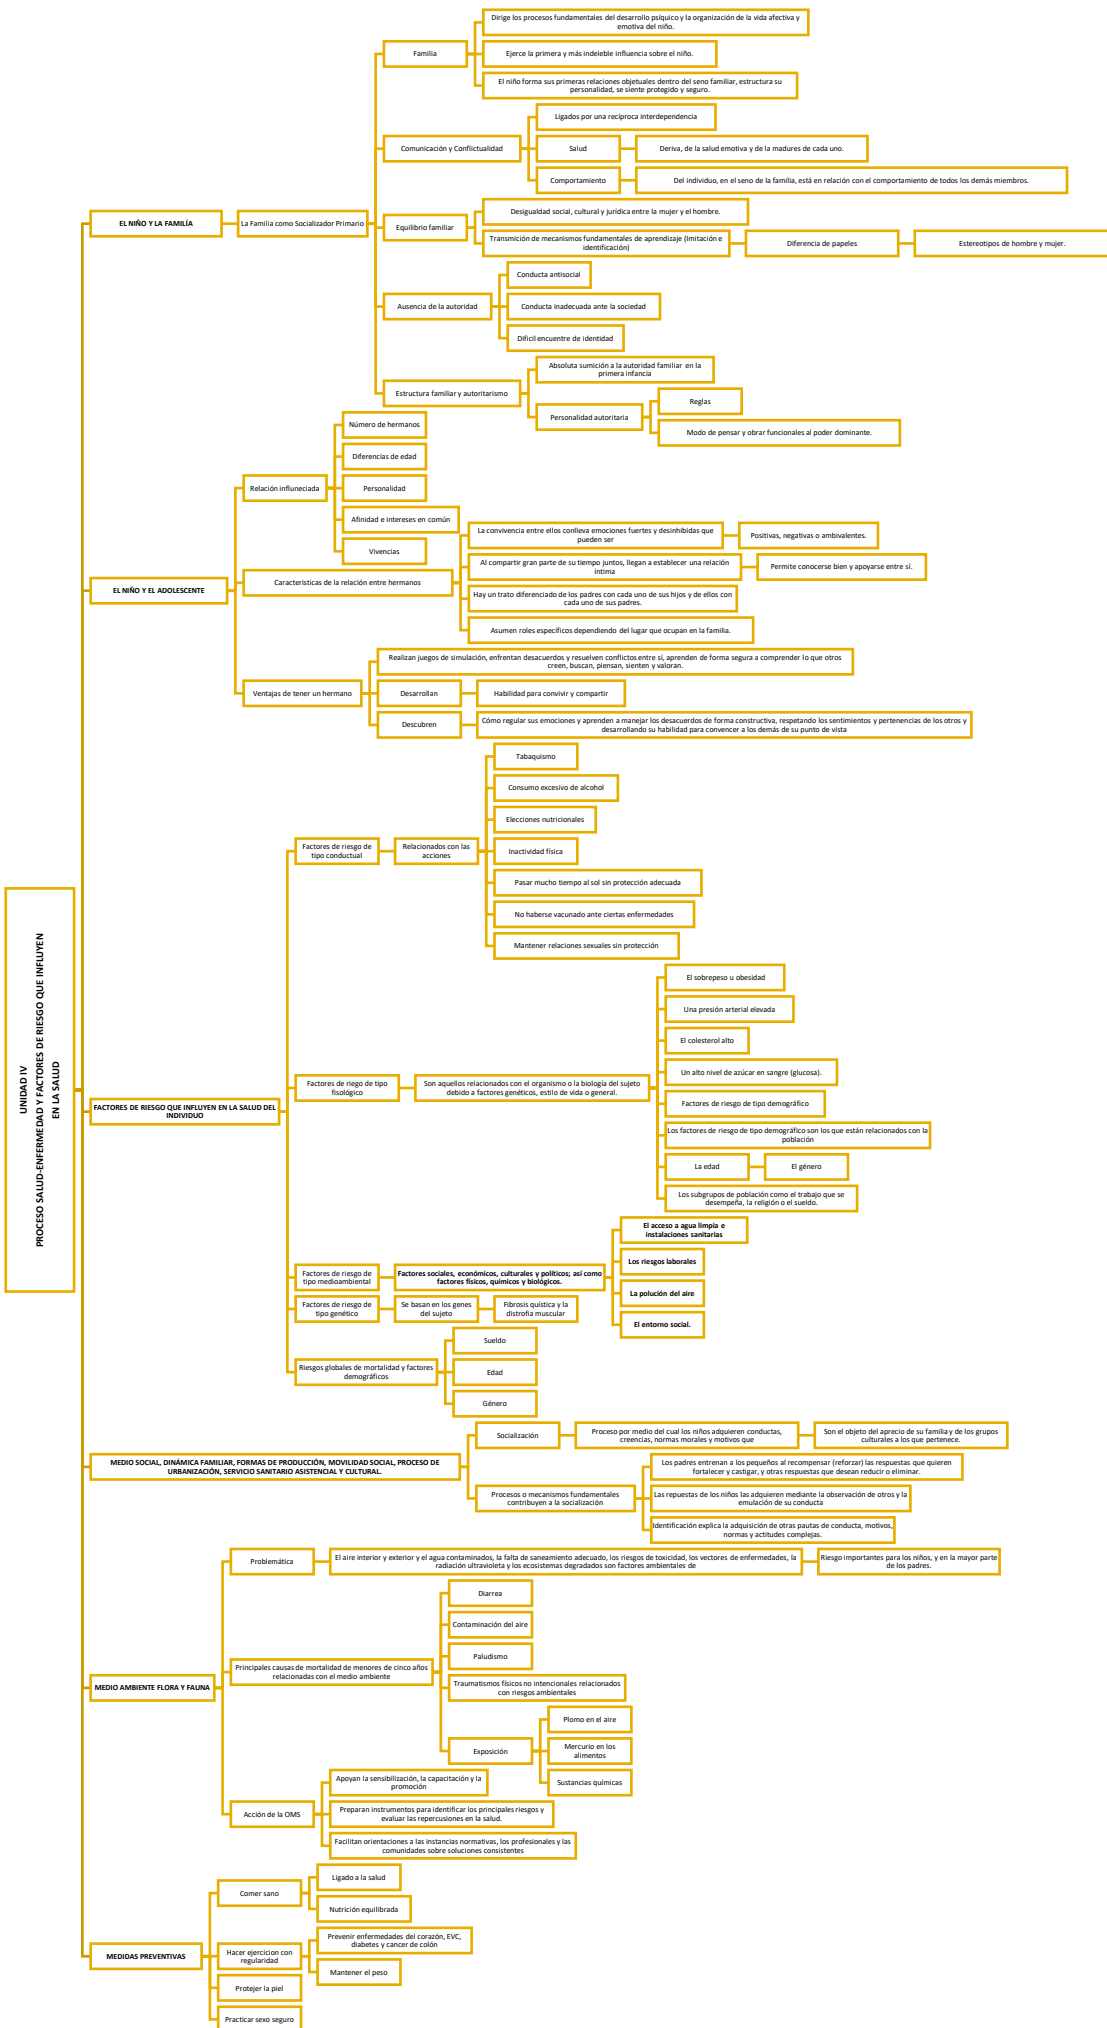 UNIDAD IV
PROCESO SALUD-ENFERMEDAD Y FACTORES DE RIESGO QUE INFLUYEN
EN LA SALUD
EL NIÑO Y LA FAMILÍA
La Familia como Socializador Primario
Familia
Dirige los procesos fundamentales del desarrollo psíquico y la organización de la vida afectiva y
emotiva del niño.
Ejerce la primera y más indeleble influencia sobre el niño.
El niño forma sus primeras relaciones objetuales dentro del seno familiar, estructura su
personalidad, se siente protegido y seguro.
Comunicación y Conflictualidad
Ligados por una recíproca interdependencia
Salud
Deriva, de la salud emotiva y de la madures de cada uno.
Comportamiento
Del individuo, en el seno de la familia, está en relación con el comportamiento de todos los demás miembros.
Equilibrio familiar
Desigualdad social, cultural y jurídica entre la mujer y el hombre.
Transmición de mecanismos fundamentales de aprendizaje (Imitación e
identificación)
Diferencia de papeles
Estereotipos de hombre y mujer.
Ausencia de la autoridad
Conducta antisocial
Conducta inadecuada ante la sociedad
Dificil encuentre de identidad
Estructura familiar y autoritarismo
Absoluta sumición a la autoridad familiar en la
primera infancia
Personalidad autoritaria
Reglas
Modo de pensar y obrar funcionales al poder dominante.
EL NIÑO Y EL ADOLESCENTE
Relación influneciada
Número de hermanos
Diferencias de edad
Personalidad
Afinidad e intereses en común
Vivencias
Caracteristicas de la relación entre hermanos
La convivencia entre ellos conlleva emociones fuertes y desinhibidas que
pueden ser
Positivas, negativas o ambivalentes.
Al compartir gran parte de su tiempo juntos, llegan a establecer una relación
íntima
Permite conocerse bien y apoyarse entre sí.
Hay un trato diferenciado de los padres con cada uno de sus hijos y de ellos con
cada uno de sus padres.
Asumen roles específicos dependiendo del lugar que ocupan en la familia.
Ventajas de tener un hermano
Realizan juegos de simulación, enfrentan desacuerdos y resuelven conflictos entre sí, aprenden de forma segura a comprender lo que otros
creen, buscan, piensan, sienten y valoran.
Desarrollan
Habilidad para convivir y compartir
Descubren
Cómo regular sus emociones y aprenden a manejar los desacuerdos de forma constructiva, respetando los sentimientos y pertenencias de los otros y
desarrollando su habilidad para convencer a los demás de su punto de vista
FACTORES DE RIESGO QUE INFLUYEN EN LA SALUD DEL
INDIVIDUO
Factores de riesgo de
tipo conductual
Relacionados con las
acciones
Tabaquismo
Consumo excesivo de alcohol
Elecciones nutricionales
Inactividad física
Pasar mucho tiempo al sol sin protección adecuada
No haberse vacunado ante ciertas enfermedades
Mantener relaciones sexuales sin protección
Factores de riego de tipo
fisológico
Son aquellos relacionados con el organismo o la biología del sujeto
debido a factores genéticos, estilo de vida o general.
El sobrepeso u obesidad
Una presión arterial elevada
El colesterol alto
Un alto nivel de azúcar en sangre (glucosa).
Factores de riesgo de tipo demográfico
Los factores de riesgo de tipo demográfico son los que están relacionados con la
población
La edad
El género
Los subgrupos de población como el trabajo que se
desempeña, la religión o el sueldo.
Factores de riesgo de
tipo medioambiental
Factores sociales, económicos, culturales y políticos; así como
factores físicos, químicos y biológicos.
El acceso a agua limpia e
instalaciones sanitarias
Los riesgos laborales
La polución del aire
El entorno social.
Factores de riesgo de
tipo genético
Se basan en los genes
del sujeto
Fibrosis quística y la
distrofia muscular
Riesgos globales de mortalidad y factores
demográficos
Sueldo
Edad
Género
MEDIO SOCIAL, DINÁMICA FAMILIAR, FORMAS DE PRODUCCIÓN, MOVILIDAD SOCIAL, PROCESO DE
URBANIZACIÓN, SERVICIO SANITARIO ASISTENCIAL Y CULTURAL.
Socialización
Proceso por medio del cual los niños adquieren conductas,
creencias, normas morales y motivos que
Son el objeto del aprecio de su familia y de los grupos
culturales a los que pertenece.
Procesos o mecanismos fundamentales
contribuyen a la socialización
Los padres entrenan a los pequeños al recompensar (reforzar) las respuestas que quieren
fortalecer y castigar, y otras respuestas que desean reducir o eliminar.
Las repuestas de los niños las adquieren mediante la observación de otros y la
emulación de su conducta
Identificación explica la adquisición de otras pautas de conducta, motivos,
normas y actitudes complejas.
MEDIO AMBIENTE FLORA Y FAUNA
Problemática
El aire interior y exterior y el agua contaminados, la falta de saneamiento adecuado, los riesgos de toxicidad, los vectores de enfermedades, la
radiación ultravioleta y los ecosistemas degradados son factores ambientales de
Riesgo importantes para los niños, y en la mayor parte
de los padres.
Principales causas de mortalidad de menores de cinco años
relacionadas con el medio ambiente
Diarrea
Contaminación del aire
Paludismo
Traumatismos físicos no intencionales relacionados
con riesgos ambientales
Exposición
Plomo en el aire
Mercurio en los
alimentos
Sustancias químicas
Acción de la OMS
Apoyan la sensibilización, la capacitación y la
promoción
Preparan instrumentos para identificar los principales riesgos y
evaluar las repercusiones en la salud.
Facilitan orientaciones a las instancias normativas, los profesionales y las
comunidades sobre soluciones consistentes
MEDIDAS PREVENTIVAS
Comer sano
Ligado a la salud
Nutrición equilibrada
Hacer ejercicion con
regularidad
Prevenir enfermedades del corazón, EVC,
diabetes y cancer de colón
Mantener el peso
Protejer la piel
Practicar sexo seguro